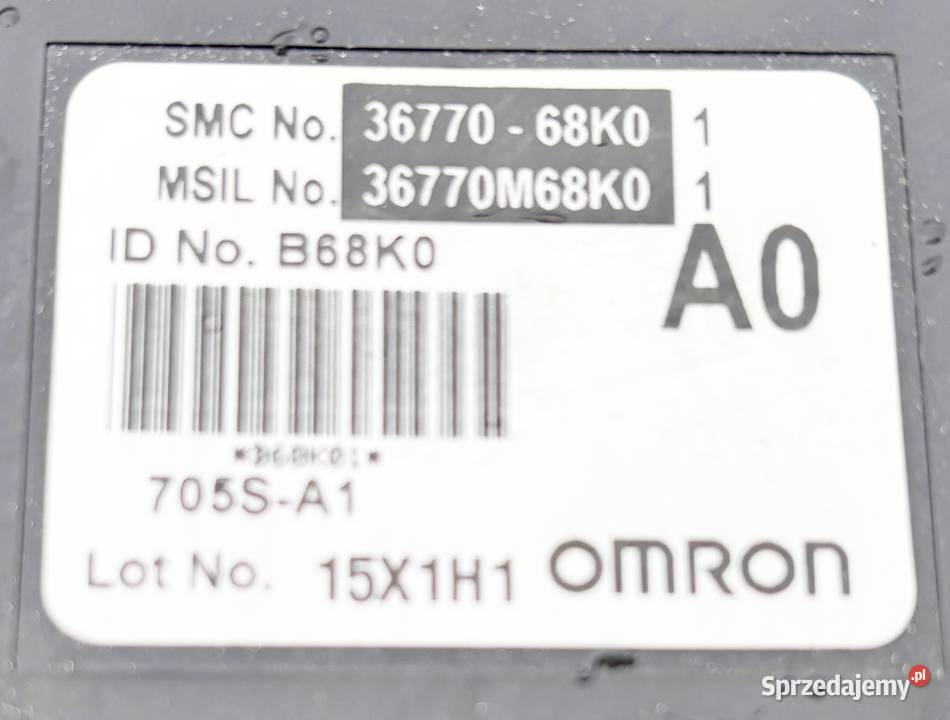 SMC No. 36770 - 68K0 1
MSIL No. 36770M68K0 1
ID No. B68K0
A0
*B68K01*
705S-A1
Lot No. 15X1H1 OMRON
Sprzedajemy.pl